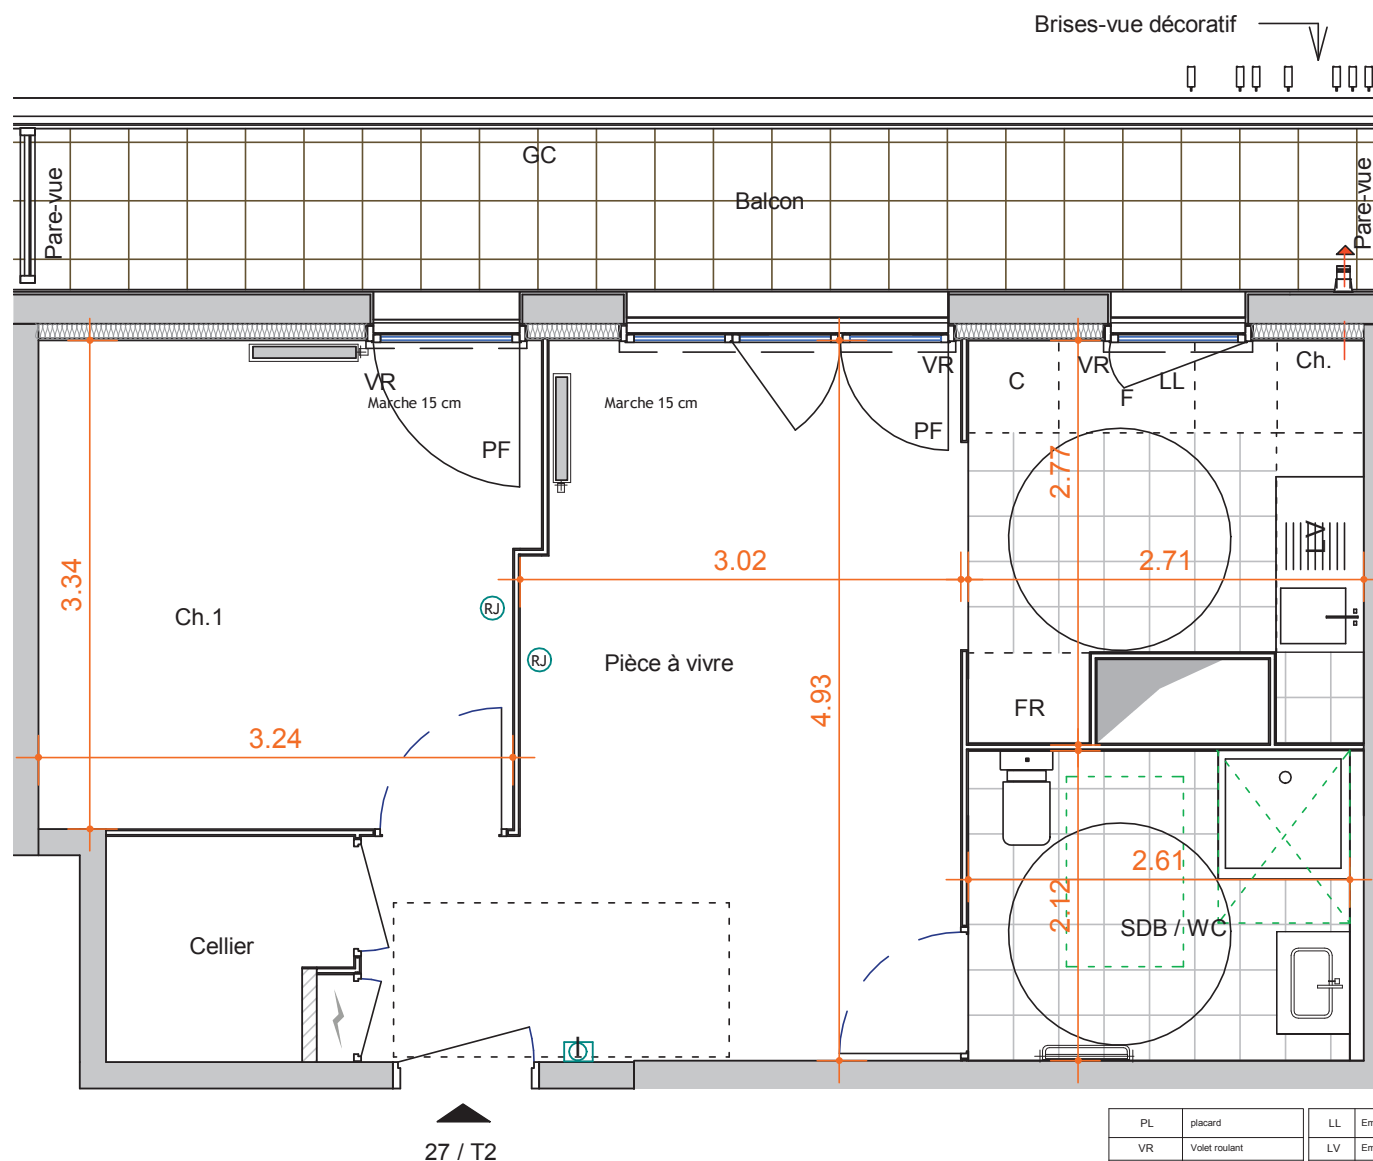 Brises-vue décoratif
Pare-vue
GC
Balcon
Pare-vue
VR
Marche 15 cm
PF
Marche 15 cm
VR
PF
C
VR
F
LL
Ch.
2.77
LV
3.34
Ch.1
RJ
RJ
3.02
2.71
Pièce à vivre
4.93
FR
3.24
2.61
2.12
SDB / WC
Cellier
27 / T2
PL placard LL Em
VR Volet roulant LV Em